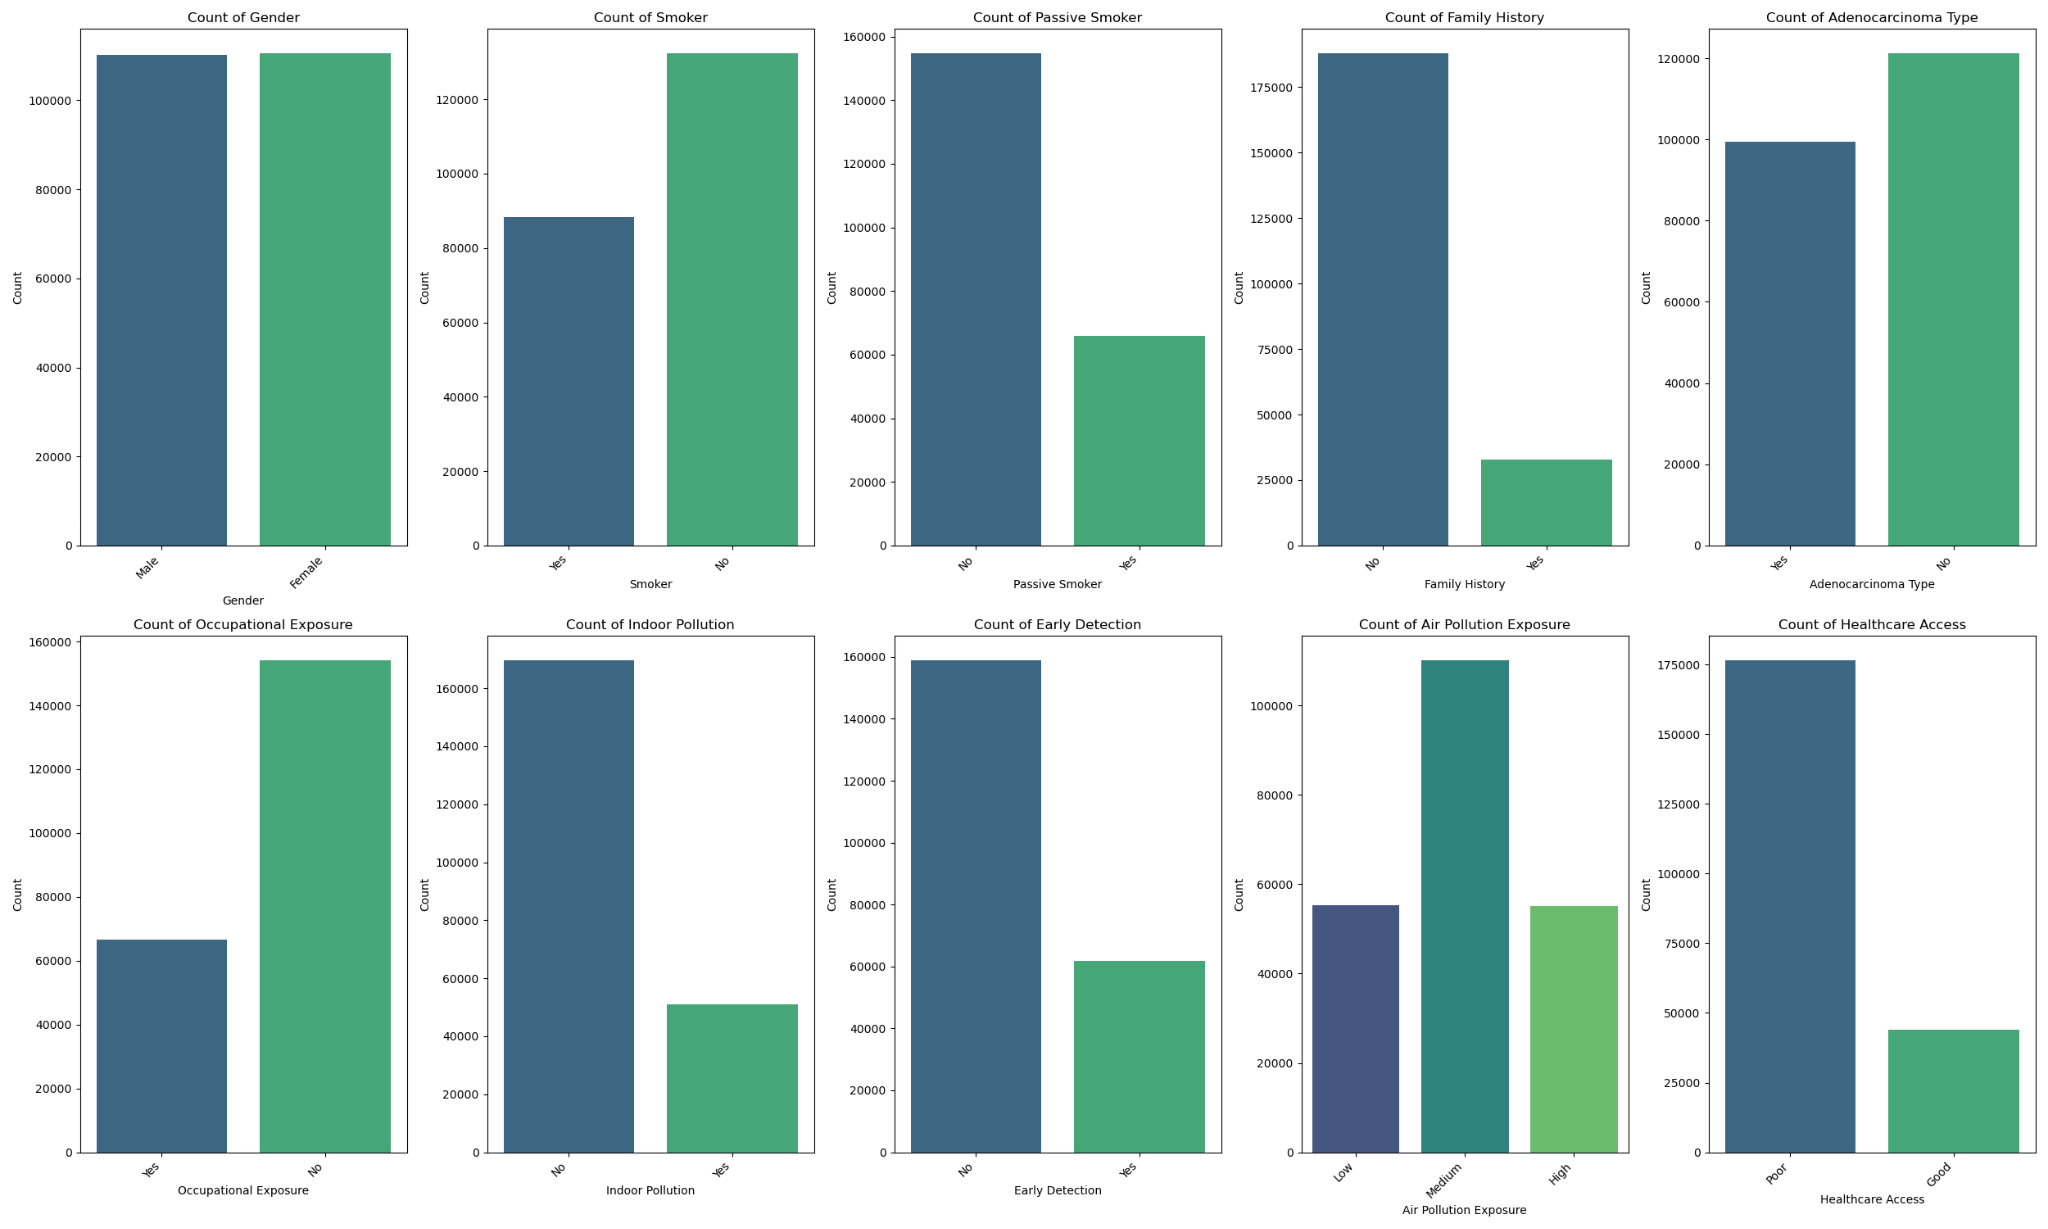 Count of Gender
Count
100000
80000
60000
40000
20000
0
Male
Female
Gender
Count of Smoker
Count
120000
100000
80000
60000
40000
20000
0
Yes
No
Smoker
Count of Passive Smoker
Count
160000
140000
120000
100000
80000
60000
40000
20000
0
No
Yes
Passive Smoker
Count of Family History
Count
175000
150000
125000
100000
75000
50000
25000
0
No
Yes
Family History
Count of Adenocarcinoma Type
Count
120000
100000
80000
60000
40000
20000
0
Yes
No
Adenocarcinoma Type
Count of Occupational Exposure
Count
160000
140000
120000
100000
80000
60000
40000
20000
0
Yes
No
Occupational Exposure
Count of Indoor Pollution
Count
160000
140000
120000
100000
80000
60000
40000
20000
0
No
Yes
Indoor Pollution
Count of Early Detection
Count
160000
140000
120000
100000
80000
60000
40000
20000
0
No
Yes
Early Detection
Count of Air Pollution Exposure
Count
100000
80000
60000
40000
20000
0
Low
Medium
High
Air Pollution Exposure
Count of Healthcare Access
Count
175000
150000
125000
100000
75000
50000
25000
0
Poor
Good
Healthcare Access